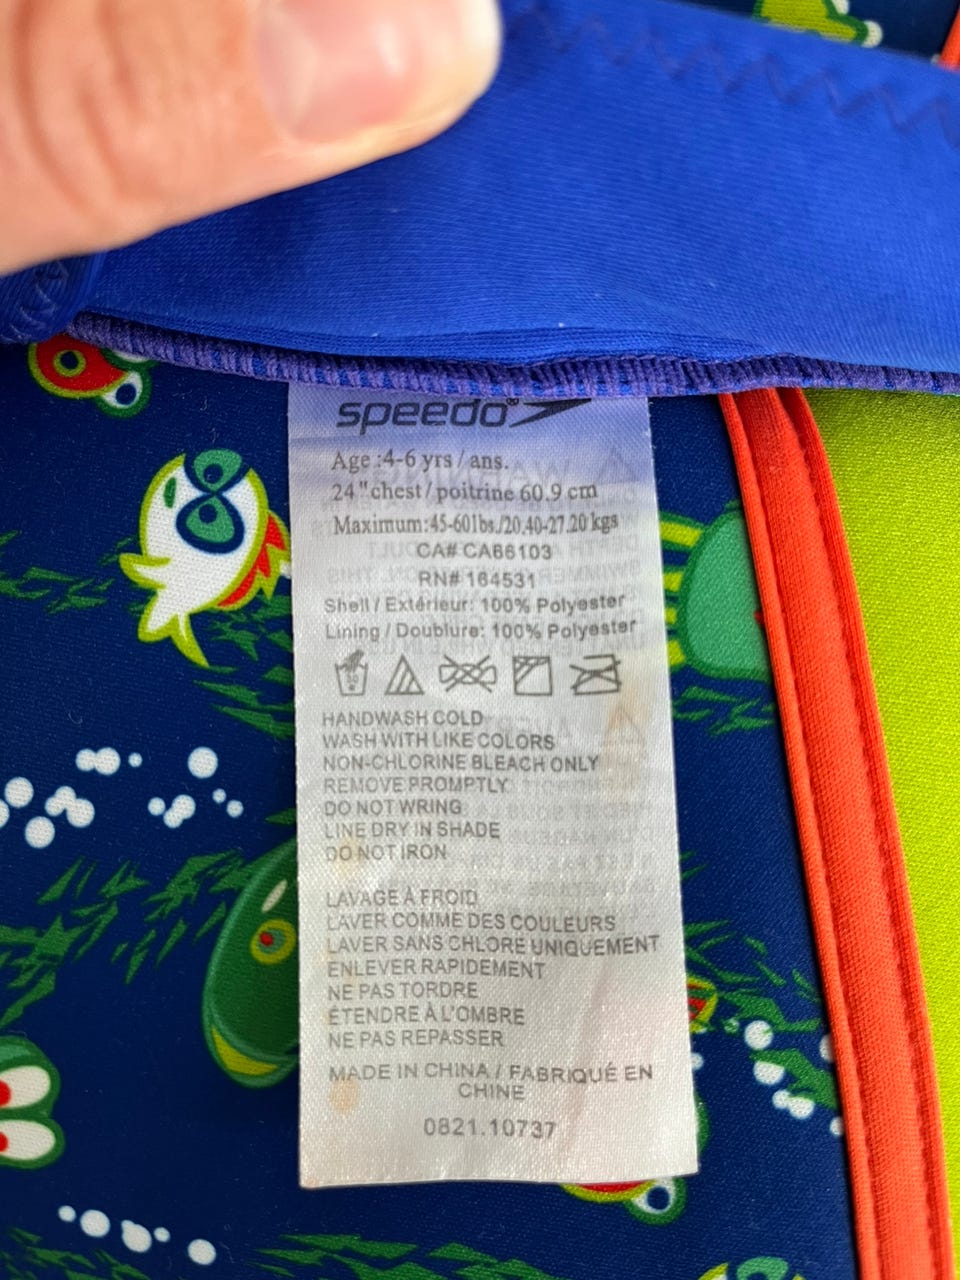 speedo®
Age :4-6 yrs / ans.
24" chest / poitrine 60.9 cm
Maximum:45-60lbs./20.40-27.20 kgs
CA# CA66103
RN# 164531
Shell / Extérieur: 100% Polyester
Lining / Doublure: 100% Polyester
30
HANDWASH COLD
WASH WITH LIKE COLORS
NON-CHLORINE BLEACH ONLY
REMOVE PROMPTLY
DO NOT WRING
LINE DRY IN SHADE
DO NOT IRON
LAVAGE À FROID
LAVER COMME DES COULEURS
LAVER SANS CHLORE UNIQUEMENT
ENLEVER RAPIDEMENT
NE PAS TORDRE
ÉTENDRE À L'OMBRE
NE PAS REPASSER
MADE IN CHINA / FABRIQUÉ EN
CHINE
0821.10737